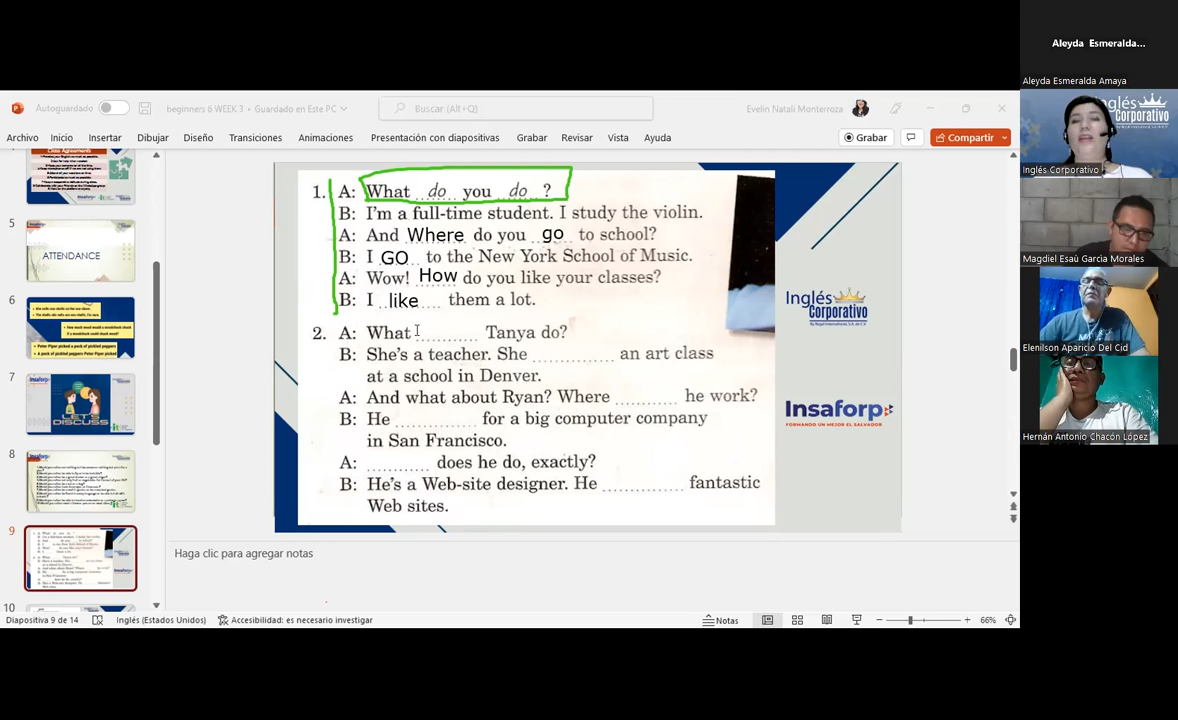 Aleyda Esmeralda...
Aleyda Esmeralda Amaya
Autoguardado
beginners 6 WEEK 3 • Guardado en Este PC
Buscar (Alt+Q)
Evelin Natali Monterroza
Archivo Inicio Insertar Dibujar Diseño Transiciones Animaciones Presentación con diapositivas Grabar Revisar Vista Ayuda
Grabar
Compartir
Inglés Corporativo
Inglés Corporativo
Magdiel Esaú García Morales
Elenilson Aparicio Del Cid
Hernán Antonio Chacón López
5
ATTENDANCE
6
7
Insaforp
LET'S DISCUSS
8
9
10
1. A: What do you do ?
B: I'm a full-time student. I study the violin.
A: And Where do you go to school?
B: I GO to the New York School of Music.
A: Wow! How do you like your classes?
B: I like them a lot.
2. A: What ........... Tanya do?
B: She's a teacher. She ........... an art class
at a school in Denver.
A: And what about Ryan? Where ........... he work?
B: He ........... for a big computer company
in San Francisco.
A: ........... does he do, exactly?
B: He's a Web-site designer. He ........... fantastic
Web sites.
Inglés
Corporativo
Insaforp
FORMANDO UN MEJOR EL SALVADOR
Haga clic para agregar notas
Diapositiva 9 de 14
Inglés (Estados Unidos)
Accesibilidad: es necesario investigar
Notas
66%